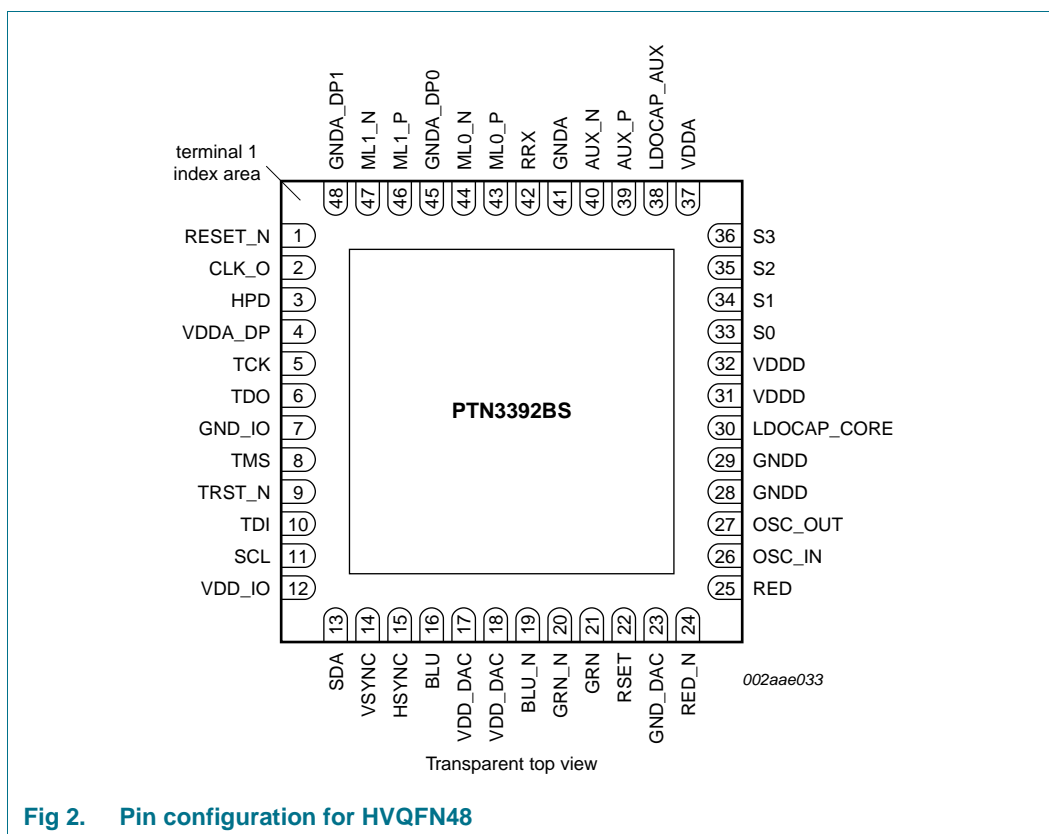 GNDA_DP1
ML1_N
ML1_P
GNDA_DP0
ML0_N
ML0_P
RRX
GNDA
AUX_N
AUX_P
LDOCAP_AUX
VDDA
terminal 1
index area
48 47 46 45 44 43 42 41 40 39 38 37
RESET_N 1 36 S3
CLK_O 2 35 S2
HPD 3 34 S1
VDDA_DP 4 33 S0
TCK 5 32 VDDD
TDO 6 31 VDDD
PTN3392BS
GND_IO 7 30 LDOCAP_CORE
TMS 8 29 GNDD
TRST_N 9 28 GNDD
TDI 10 27 OSC_OUT
SCL 11 26 OSC_IN
VDD_IO 12 25 RED
13 14 15 16 17 18 19 20 21 22 23 24
SDA
VSYNC
HSYNC
BLU
VDD_DAC
VDD_DAC
BLU_N
GRN_N
GRN
RSET
GND_DAC
RED_N
002aae033
Transparent top view
Fig 2. Pin configuration for HVQFN48